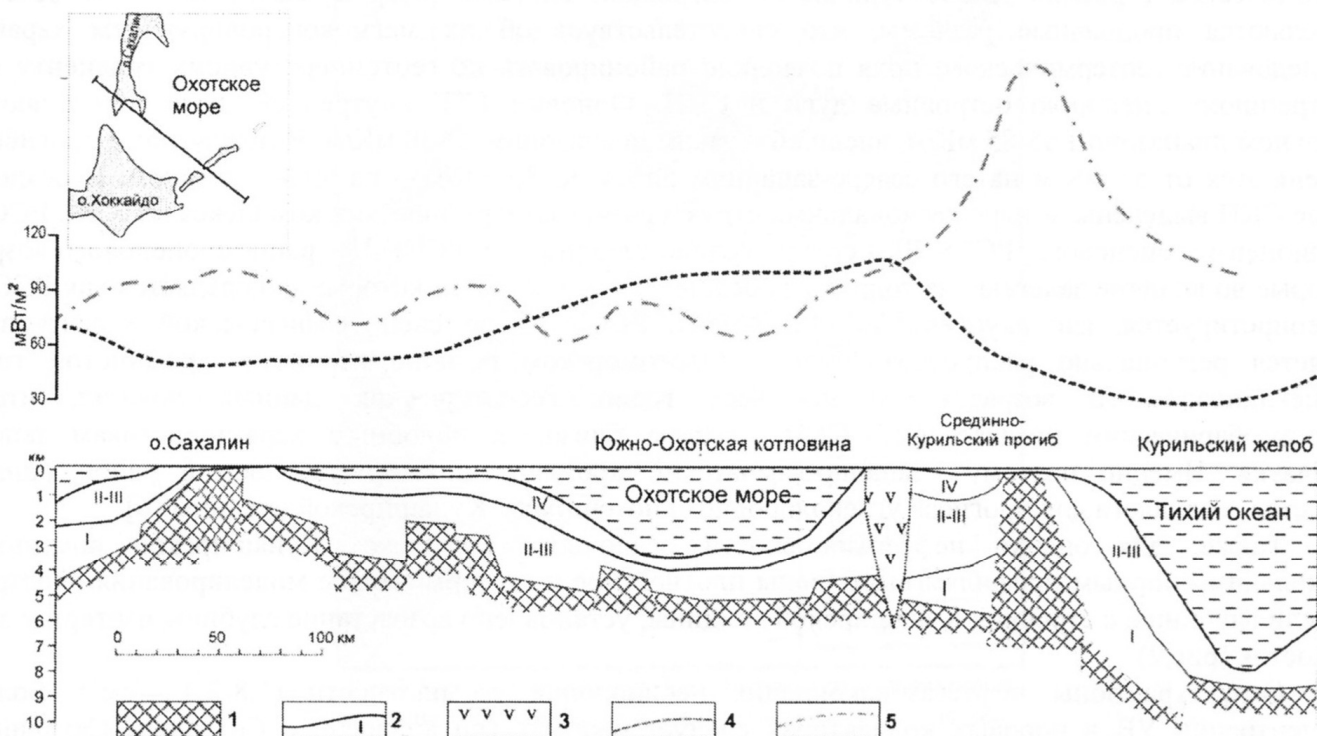 о.Сахалин
Охотское
море
о.Хоккайдо
120
90
60
30
мВт/м²
о.Сахалин
Южно-Охотская котловина
Срединно-
Курильский прогиб
Курильский желоб
км
0
1
2
3
4
5
6
7
8
9
10
II-III
I
IV
II-III
Охотское море
IV
II-III
I
Тихий океан
II-III
I
v v v v v v v
0 50 100 км
1
I 2
v v v v 3
4
5